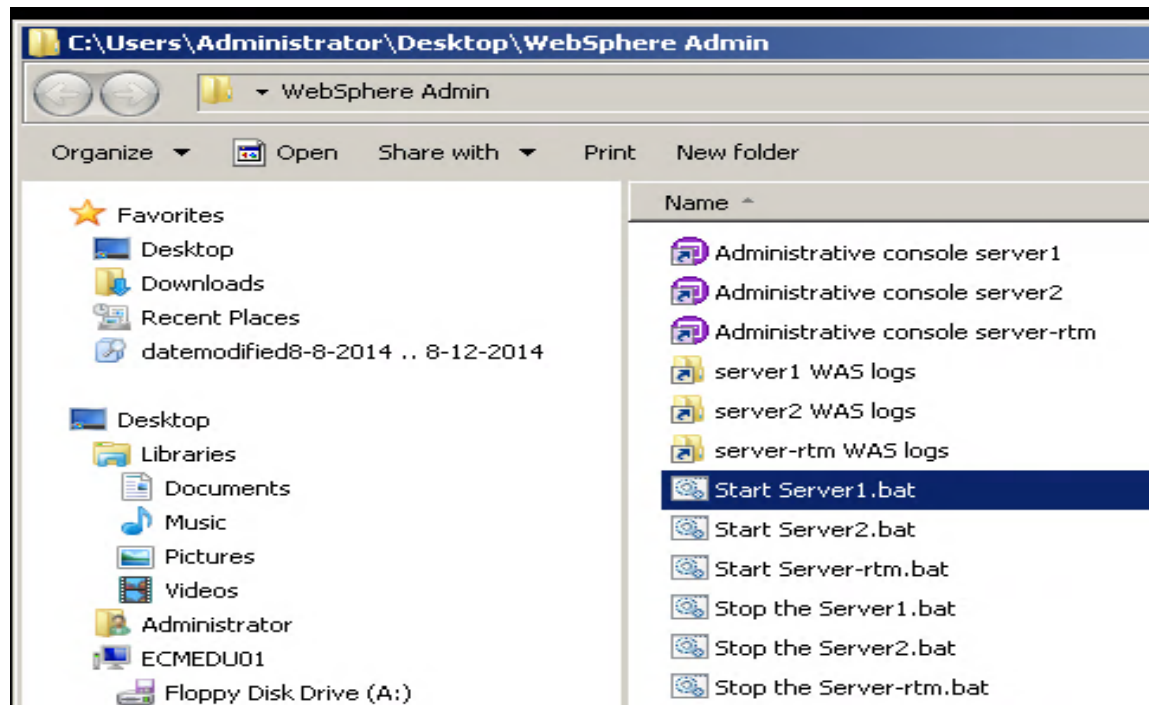 C:\Users\Administrator\Desktop\WebSphere Admin
WebSphere Admin
Organize Open Share with Print New folder
Favorites
Desktop
Downloads
Recent Places
datemodified8-8-2014 .. 8-12-2014
Desktop
Libraries
Documents
Music
Pictures
Videos
Administrator
ECMEDU01
Floppy Disk Drive (A:)
Name
Administrative console server1
Administrative console server2
Administrative console server-rtm
server1 WAS logs
server2 WAS logs
server-rtm WAS logs
Start Server1.bat
Start Server2.bat
Start Server-rtm.bat
Stop the Server1.bat
Stop the Server2.bat
Stop the Server-rtm.bat